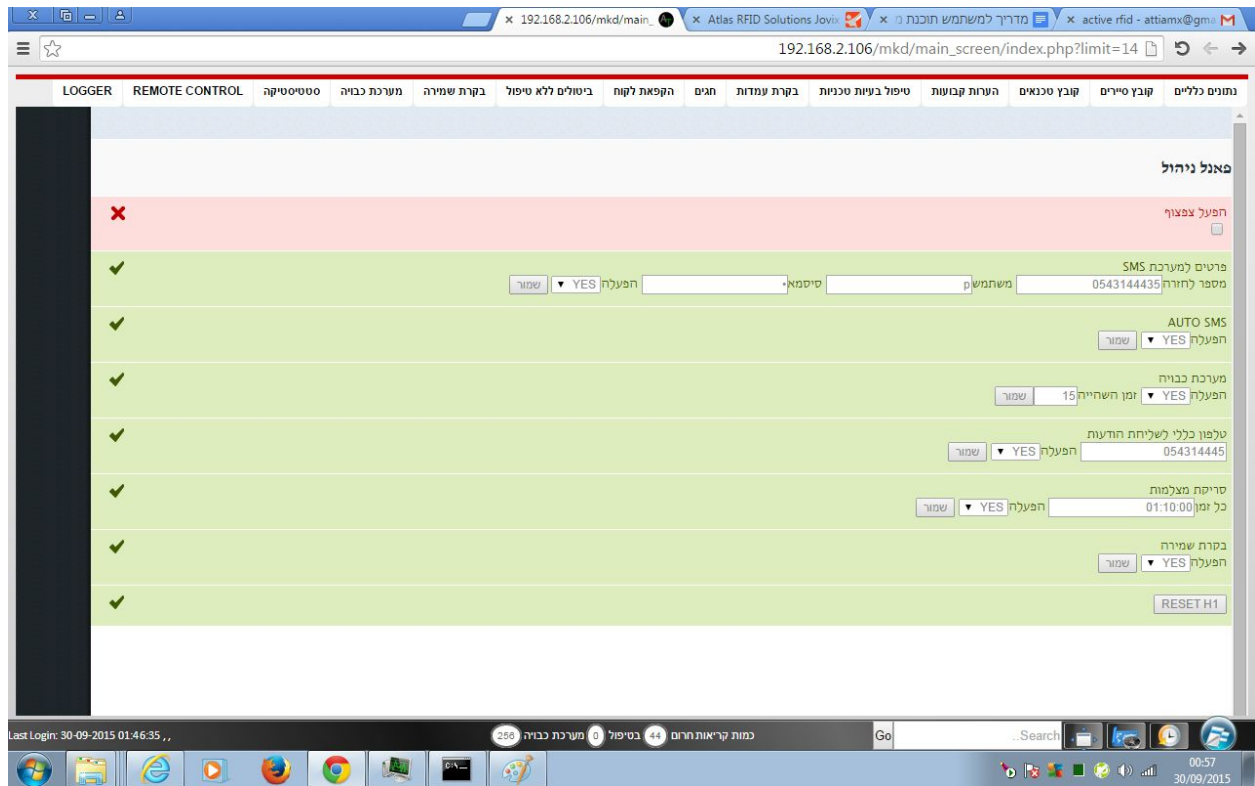 active rfid - attiamx@gma
מדריך למשתמש תוכנת מ
Atlas RFID Solutions Jovix
192.168.2.106/mkd/main_
192.168.2.106/mkd/main_screen/index.php?limit=14
נתונים כלליים קובץ סיירים קובץ טכנאים הערות קבועות טיפול בעיות טכניות בקרת עמדות חגים הקפאת לקוח ביטולים ללא טיפול בקרת שמירה מערכת כבויה סטטיסטיקה REMOTE CONTROL LOGGER
פאנל ניהול
הפעל צפצוף
פרטים למערכת SMS
מספר לחזרה 0543144435 משתמש p סיסמא • הפעלה YES שמור
AUTO SMS
הפעלה YES שמור
מערכת כבויה
הפעלה YES זמן השהייה 15 שמור
טלפון כללי לשליחת הודעות
054314445 הפעלה YES שמור
סריקת מצלמות
כל זמן 01:10:00 הפעלה YES שמור
בקרת שמירה
הפעלה YES שמור
RESET H1
Search.. Go כמות קריאות חרום 44 בטיפול 0 מערכת כבויה 256 Last Login: 30-09-2015 01:46:35 , ,
00:57
30/09/2015